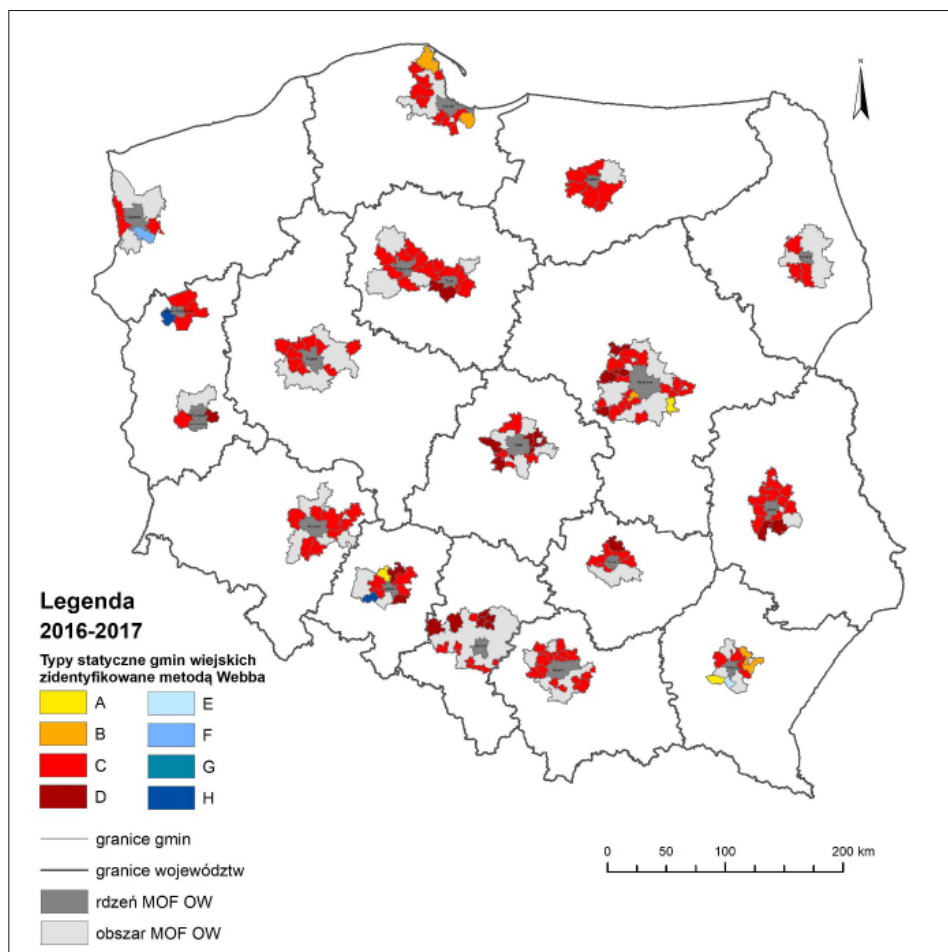 N
Legenda
2016-2017
Typy statyczne gmin wiejskich
zidentyfikowane metodą Webba
A
E
B
F
C
G
D
H
granice gmin
granice województw
rdzeń MOF OW
obszar MOF OW
0 50 100 200 km